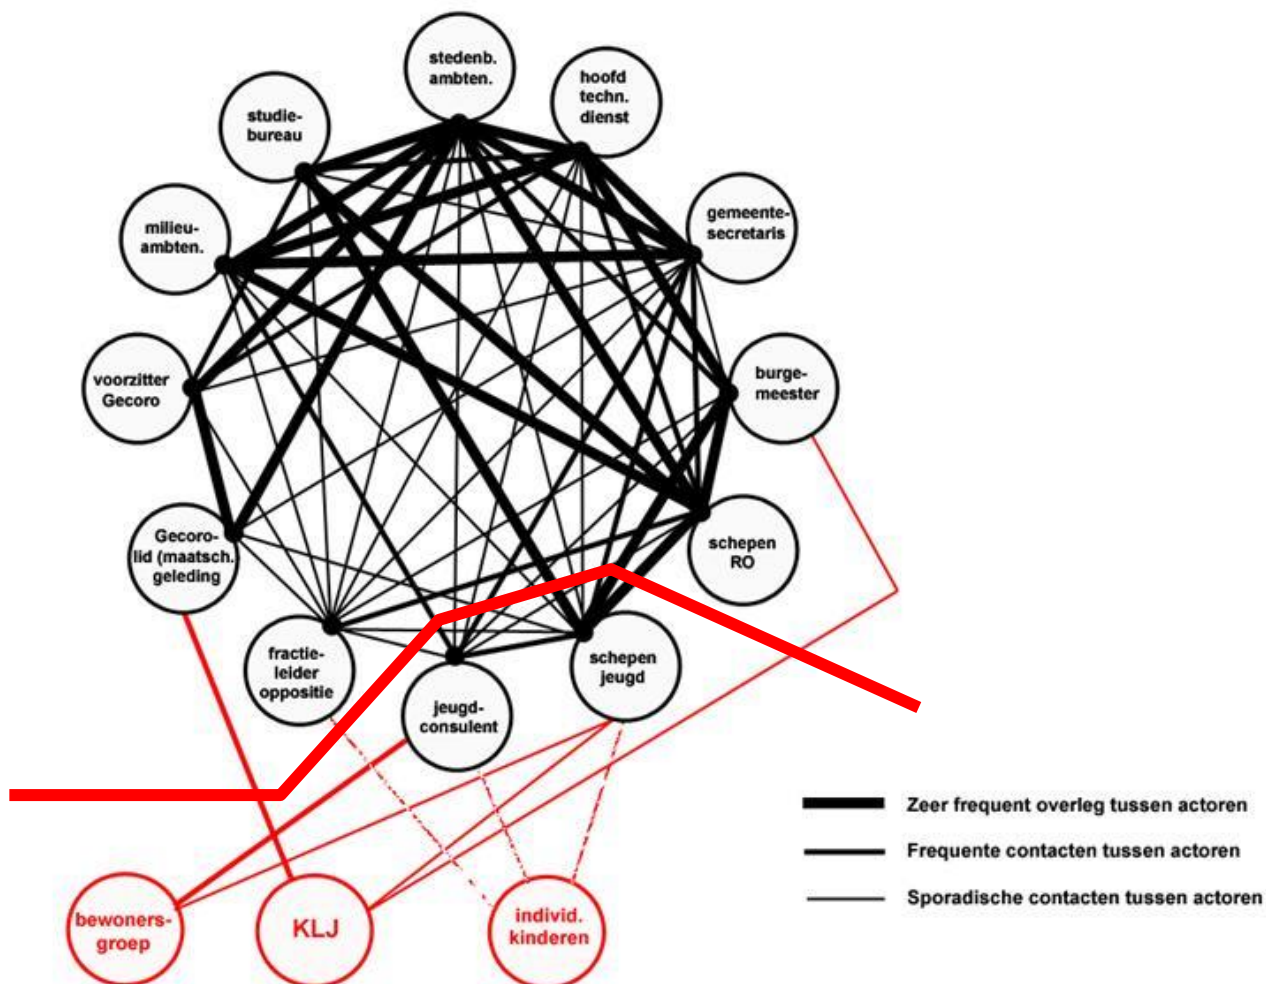 stedenb.
ambten.
hoofd
techn.
dienst
studie-
bureau
gemeente-
secretaris
milieu-
ambten.
burge-
meester
voorzitter
Gecoro
schepen
RO
Gecoro-
lid (maatsch.
geleding
fractie-
leider
oppositie
schepen
jeugd
jeugd-
consulent
Zeer frequent overleg tussen actoren
Frequente contacten tussen actoren
Sporadische contacten tussen actoren
bewoners-
groep
KLJ
individ.
kinderen